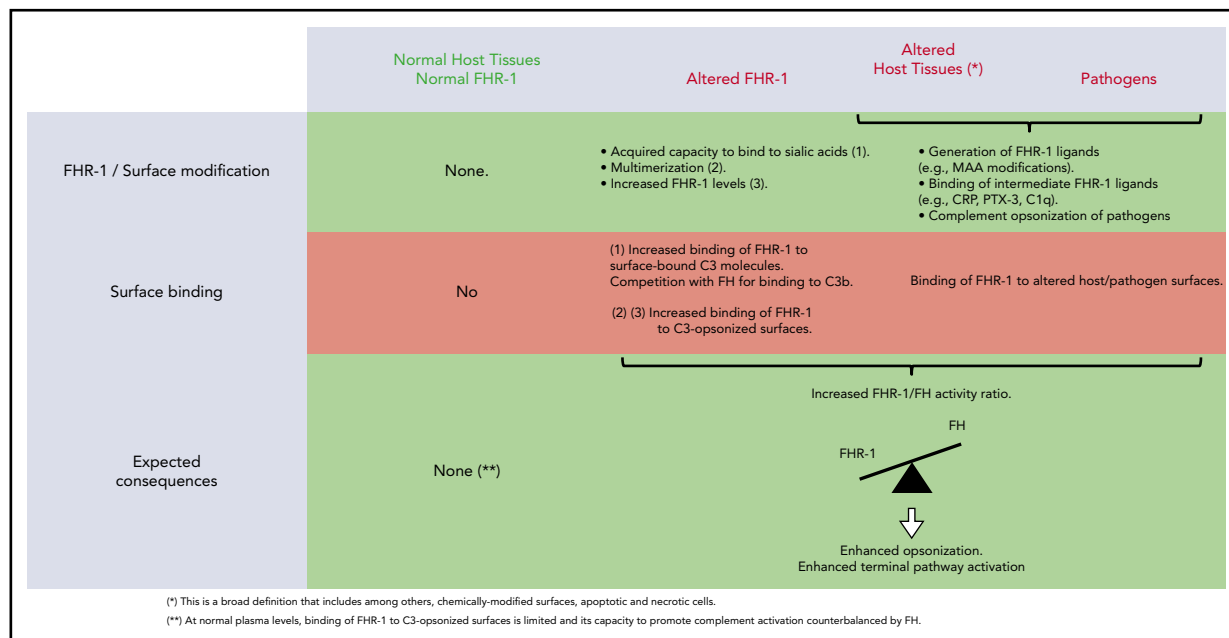 Normal Host Tissues
Normal FHR-1
Altered FHR-1
Altered
Host Tissues (*)
Pathogens
FHR-1 / Surface modification
None.
• Acquired capacity to bind to sialic acids (1).
• Multimerization (2).
• Increased FHR-1 levels (3).
• Generation of FHR-1 ligands
(e.g., MAA modifications).
• Binding of intermediate FHR-1 ligands
(e.g., CRP, PTX-3, C1q).
• Complement opsonization of pathogens
Surface binding
No
(1) Increased binding of FHR-1 to
surface-bound C3 molecules.
Competition with FH for binding to C3b.
(2) (3) Increased binding of FHR-1
to C3-opsonized surfaces.
Binding of FHR-1 to altered host/pathogen surfaces.
Expected
consequences
None (**)
Increased FHR-1/FH activity ratio.
FH
FHR-1
Enhanced opsonization.
Enhanced terminal pathway activation
(*) This is a broad definition that includes among others, chemically-modified surfaces, apoptotic and necrotic cells.
(**) At normal plasma levels, binding of FHR-1 to C3-opsonized surfaces is limited and its capacity to promote complement activation counterbalanced by FH.